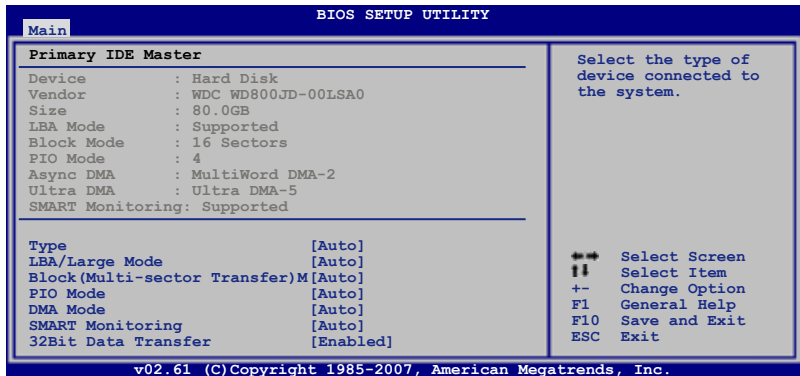 BIOS SETUP UTILITY
Main
Primary IDE Master
Device : Hard Disk
Vendor : WDC WD800JD-00LSA0
Size : 80.0GB
LBA Mode : Supported
Block Mode : 16 Sectors
PIO Mode : 4
Async DMA : MultiWord DMA-2
Ultra DMA : Ultra DMA-5
SMART Monitoring: Supported
Type [Auto]
LBA/Large Mode [Auto]
Block(Multi-sector Transfer)M[Auto]
PIO Mode [Auto]
DMA Mode [Auto]
SMART Monitoring [Auto]
32Bit Data Transfer [Enabled]
Select the type of
device connected to
the system.
Select Screen
Select Item
+- Change Option
F1 General Help
F10 Save and Exit
ESC Exit
v02.61 (C)Copyright 1985-2007, American Megatrends, Inc.